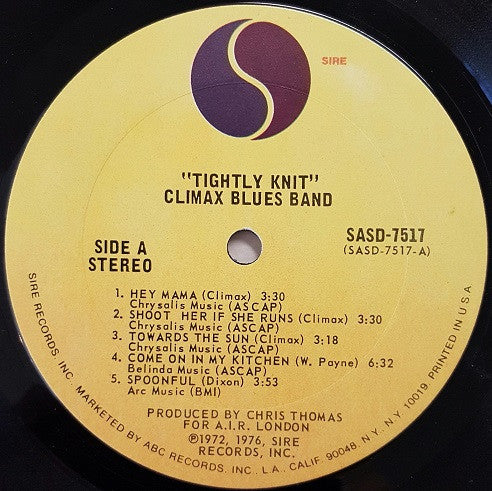 SIRE
"TIGHTLY KNIT"
CLIMAX BLUES BAND
SIDE A
STEREO
SASD-7517
(SASD-7517-A)
1. HEY MAMA (Climax) 3:30
Chrysalis Music (ASCAP)
2. SHOOT HER IF SHE RUNS (Climax) 3:30
Chrysalis Music (ASCAP)
3. TOWARDS THE SUN (Climax) 3:18
Chrysalis Music (ASCAP)
4. COME ON IN MY KITCHEN (W. Payne) 6:32
Belinda Music (ASCAP)
5. SPOONFUL (Dixon) 3:53
Arc Music (BMI)
PRODUCED BY CHRIS THOMAS
FOR A.I.R. LONDON
℗1972, 1976, SIRE
RECORDS, INC.
SIRE RECORDS, INC. MARKETED BY ABC RECORDS, INC. L.A., CALIF. 90048, N.Y. N.Y. 10019 PRINTED IN U.S.A.